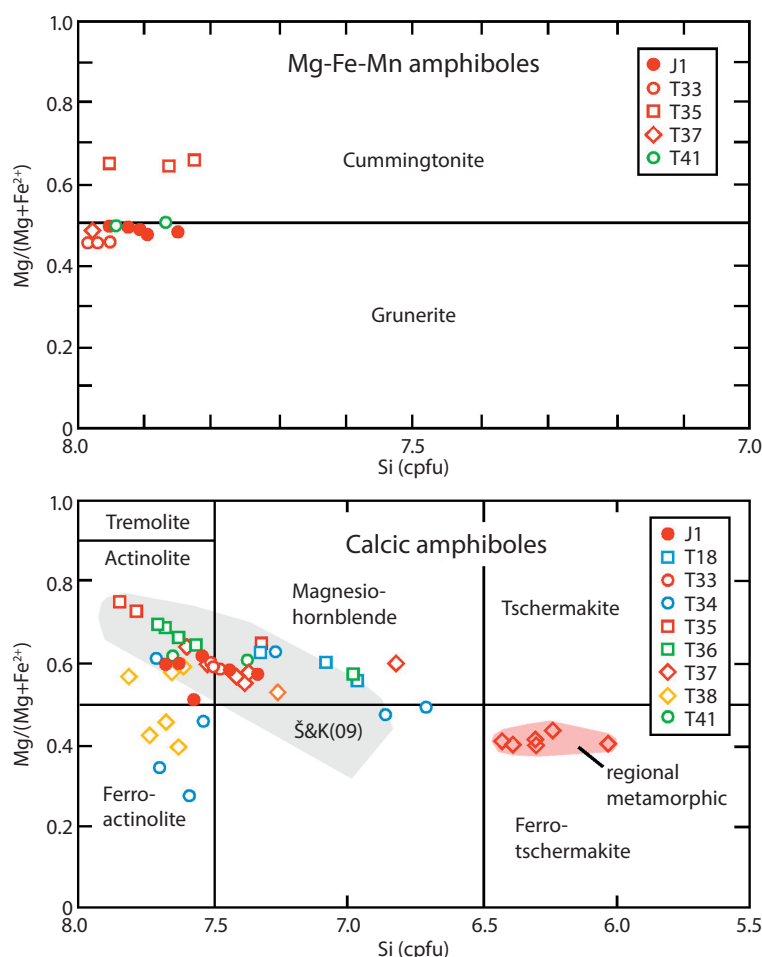 1.0
0.8
0.6
0.4
0.2
0
Mg/(Mg+Fe²⁺)
Mg-Fe-Mn amphiboles
J1
T33
T35
T37
T41
Cummingtonite
Grunerite
8.0
7.5
7.0
Si (cpfu)
1.0
0.8
0.6
0.4
0.2
0
Mg/(Mg+Fe²⁺)
Tremolite
Actinolite
Calcic amphiboles
Magnesio-
hornblende
Tschermakite
J1
T18
T33
T34
T35
T36
T37
T38
T41
Š&K(09)
Ferro-
actinolite
regional
metamorphic
Ferro-
tschermakite
8.0
7.5
7.0
6.5
6.0
5.5
Si (cpfu)